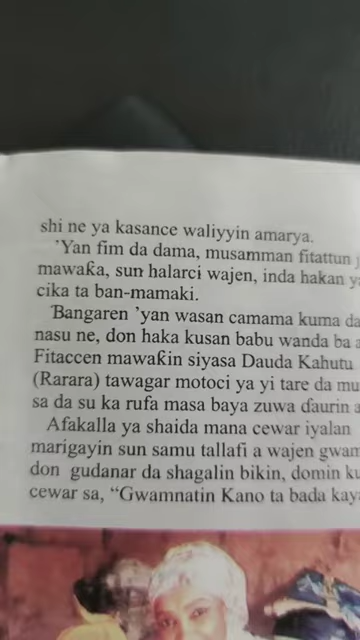 shi ne ya kasance waliyyin amarya.
'Yan fim da dama, musamman fitattun
mawaƙa, sun halarci wajen, inda hakan
cika ta ban-mamaki.
Bangaren 'yan wasan camama kuma
nasu ne, don haka kusan babu wanda ba
Fitaccen mawaƙin siyasa Dauda Kahutu
(Rarara) tawagar motoci ya yi tare da
sa da su ka rufa masa baya zuwa ɗaurin
Afakalla ya shaida mana cewar iyalan
marigayin sun samu tallafi a wajen
don gudanar da shagalin bikin, domin
cewar sa, "Gwamnatin Kano ta bada